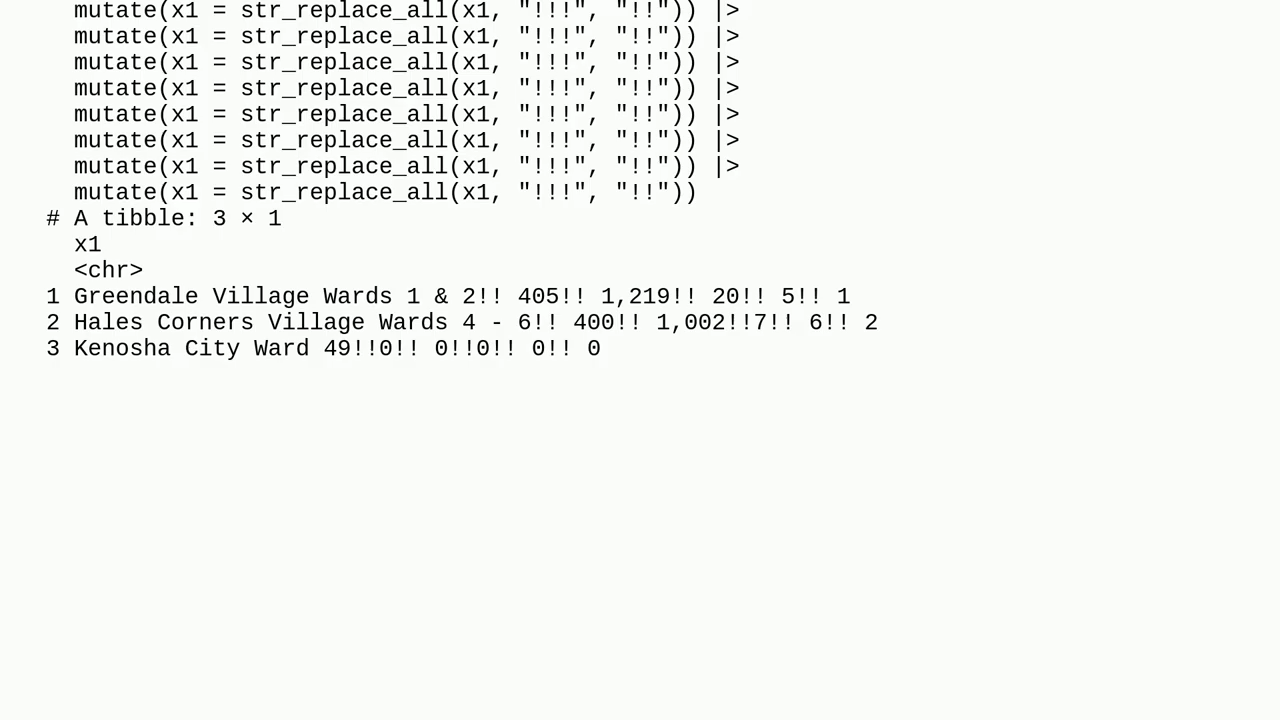 mutate(x1 = str_replace_all(x1, "!!!", "!!")) |>
mutate(x1 = str_replace_all(x1, "!!!", "!!")) |>
mutate(x1 = str_replace_all(x1, "!!!", "!!")) |>
mutate(x1 = str_replace_all(x1, "!!!", "!!")) |>
mutate(x1 = str_replace_all(x1, "!!!", "!!")) |>
mutate(x1 = str_replace_all(x1, "!!!", "!!")) |>
mutate(x1 = str_replace_all(x1, "!!!", "!!")) |>
mutate(x1 = str_replace_all(x1, "!!!", "!!"))
# A tibble: 3 × 1
x1
<chr>
1 Greendale Village Wards 1 & 2!! 405!! 1,219!! 20!! 5!! 1
2 Hales Corners Village Wards 4 - 6!! 400!! 1,002!!7!! 6!! 2
3 Kenosha City Ward 49!!0!! 0!!0!! 0!! 0